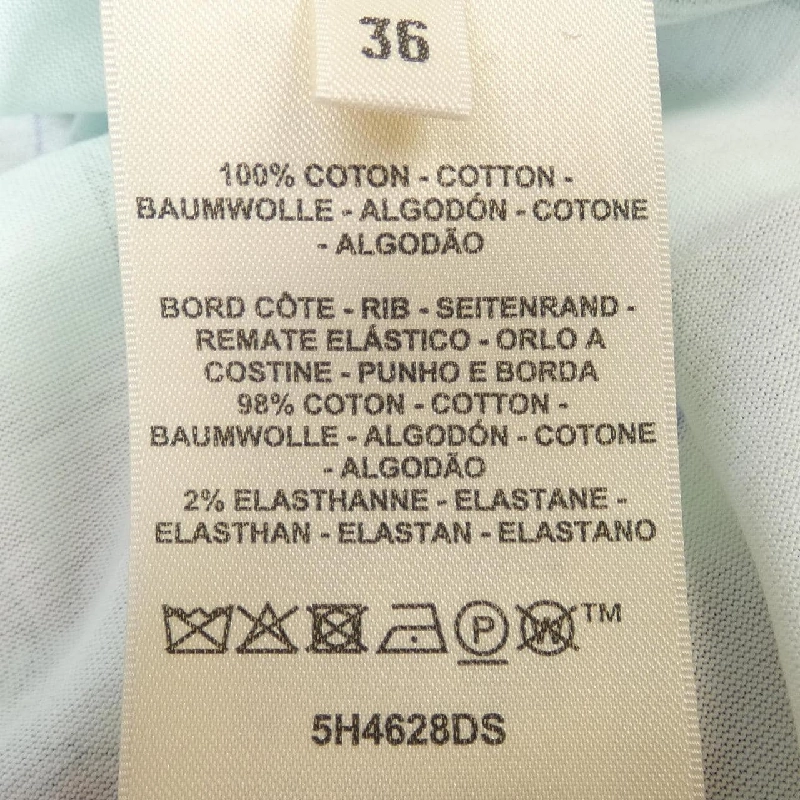 36
100% COTON - COTTON -
BAUMWOLLE - ALGODÓN - COTONE
- ALGODÃO
BORD CÔTE - RIB - SEITENRAND -
REMATE ELÁSTICO - ORLO A
COSTINE - PUNHO E BORDA
98% COTON - COTTON -
BAUMWOLLE - ALGODÓN - COTONE
- ALGODÃO
2% ELASTHANNE - ELASTANE -
ELASTHAN - ELASTAN - ELASTANO
P W TM
5H4628DS